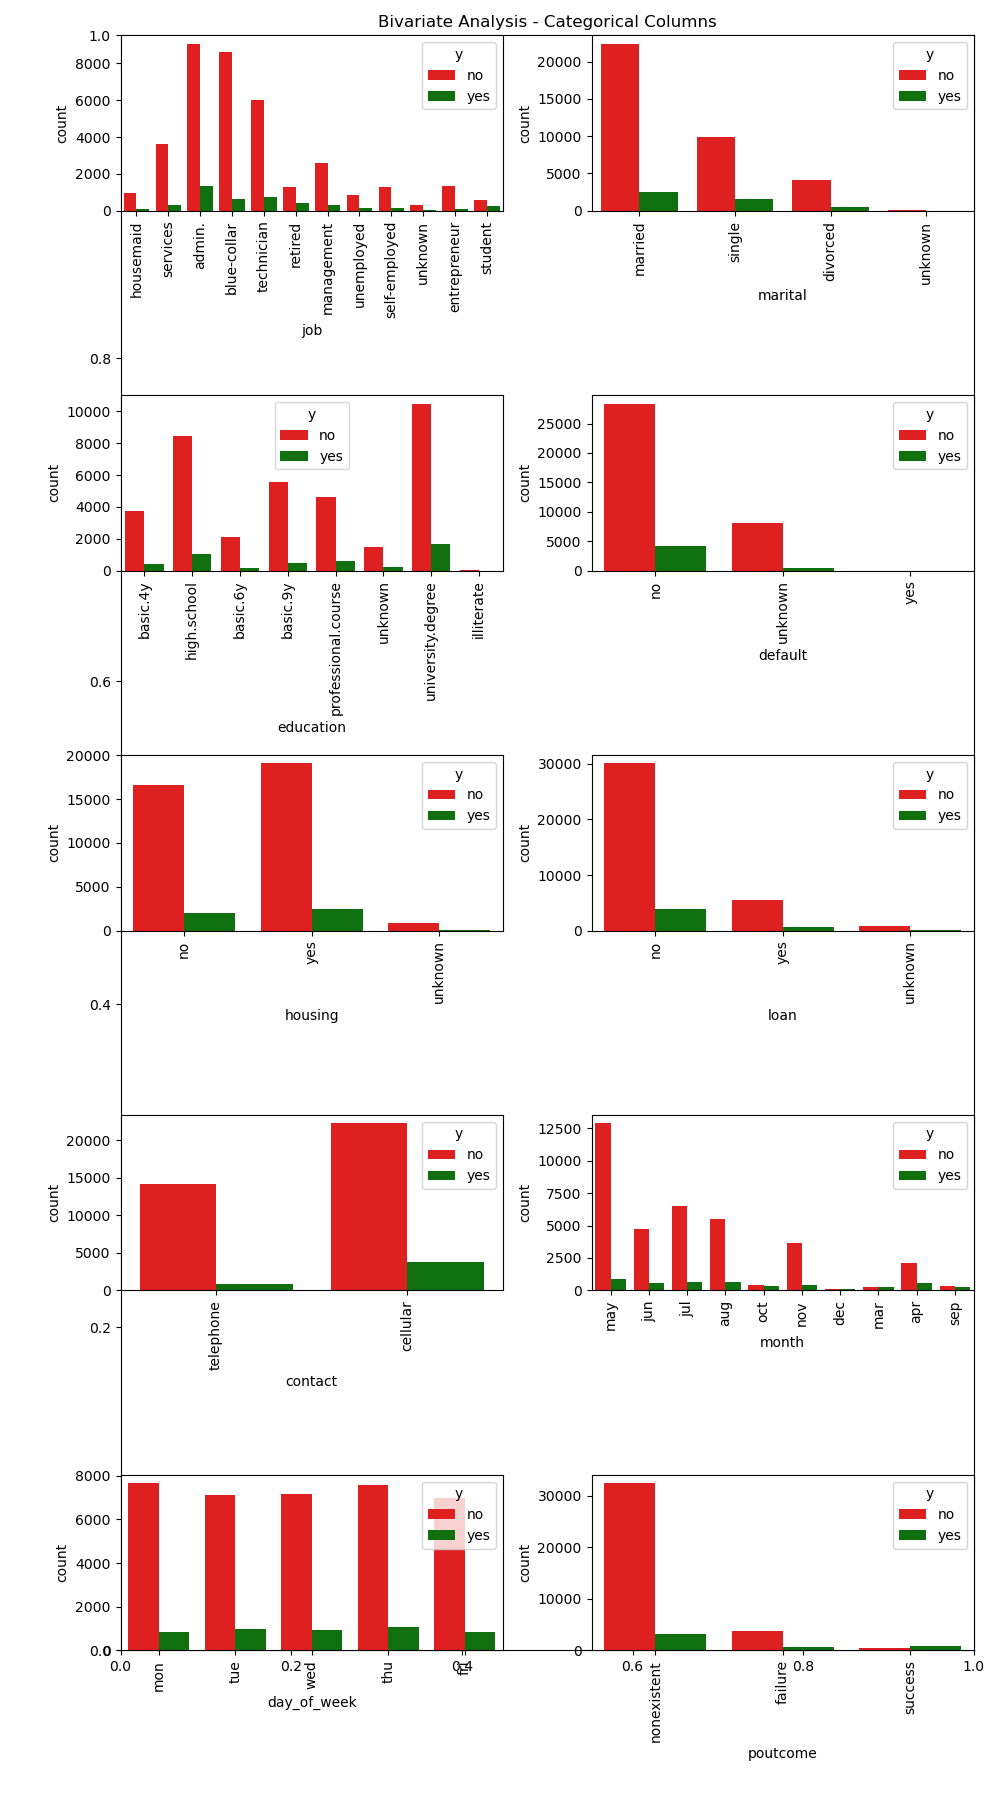 Bivariate Analysis - Categorical Columns
1.0
8000
6000
4000
2000
0
count
y
no
yes
housemaid
services
admin.
blue-collar
technician
retired
management
unemployed
self-employed
unknown
entrepreneur
student
job
20000
15000
10000
5000
0
count
y
no
yes
married
single
divorced
unknown
marital
0.8
10000
8000
6000
4000
2000
0
count
y
no
yes
basic.4y
high.school
basic.6y
basic.9y
professional.course
unknown
university.degree
illiterate
education
25000
20000
15000
10000
5000
0
count
y
no
yes
no
unknown
yes
default
0.6
20000
15000
10000
5000
0
count
y
no
yes
no
yes
unknown
housing
30000
20000
10000
0
count
y
no
yes
no
yes
unknown
loan
0.4
20000
15000
10000
5000
0
count
y
no
yes
telephone
cellular
contact
12500
10000
7500
5000
2500
0
count
y
no
yes
may
jun
jul
aug
oct
nov
dec
mar
apr
sep
month
0.2
8000
6000
4000
2000
0
0.0
count
y
no
yes
0.0
0.2
0.4
mon
tue
wed
thu
fri
day_of_week
30000
20000
10000
0
count
y
no
yes
0.6
0.8
1.0
nonexistent
failure
success
poutcome